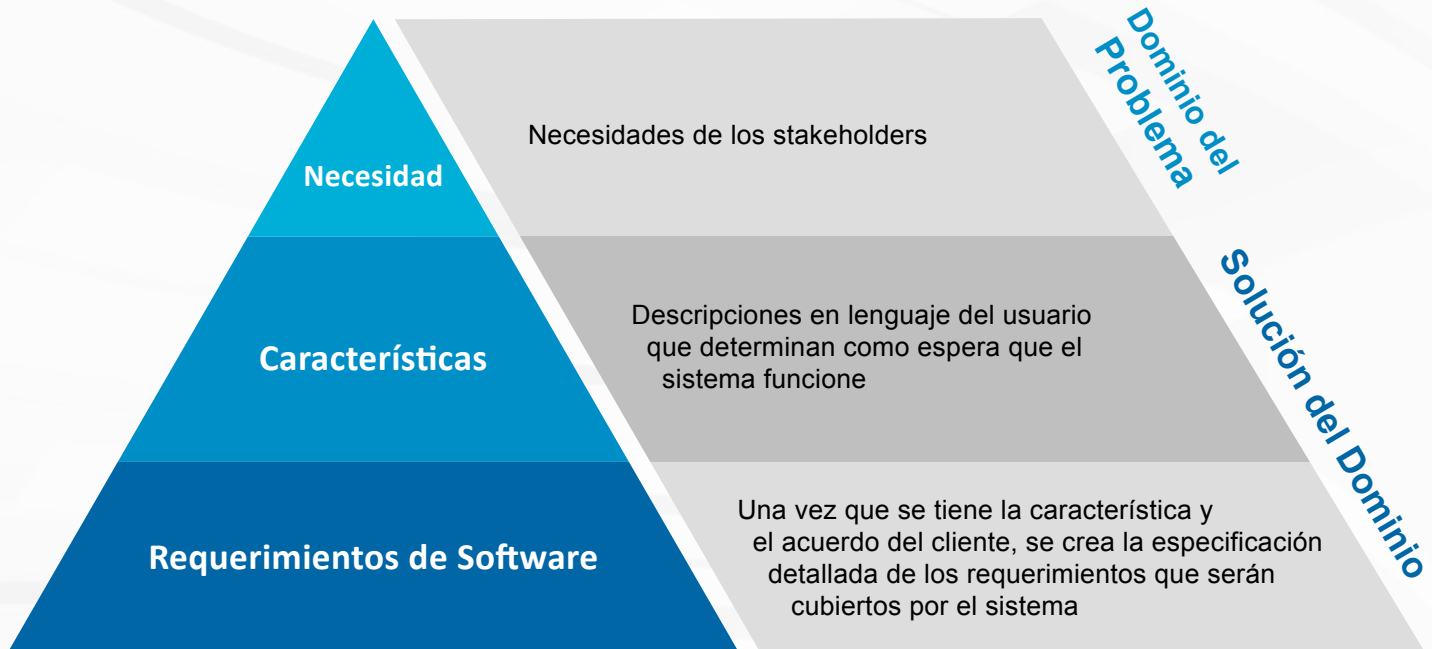 Dominio del
Problema
Necesidades de los stakeholders
Necesidad
Solución del Dominio
Descripciones en lenguaje del usuario
que determinan como espera que el
sistema funcione
Características
Una vez que se tiene la característica y
el acuerdo del cliente, se crea la especificación
detallada de los requerimientos que serán
cubiertos por el sistema
Requerimientos de Software